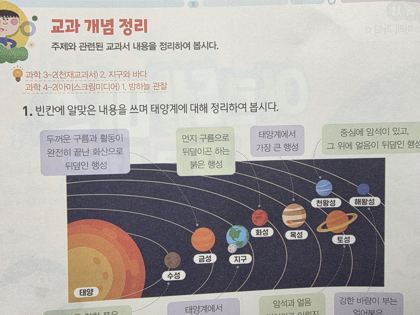 교과 개념 정리
주제와 관련된 교과서 내용을 정리하여 봅시다.
과학 3-2(천재교과서) 2. 지구와 바다
과학 4-2(아이스크림미디어) 1. 밤하늘 관찰
1. 빈칸에 알맞은 내용을 쓰며 태양계에 대해 정리하여 봅시다.
두꺼운 구름과 활동이
완전히 끝난 화산으로
뒤덮인 행성
먼지 구름으로
뒤덮이곤 하는
붉은 행성
태양계에서
가장 큰 행성
중심에 암석이 있고,
그 위에 얼음이 뒤덮인 행성
천왕성
해왕성
화성
목성
토성
금성
지구
수성
태양
태양계에서
암석과 얼음
강한 바람이 부는